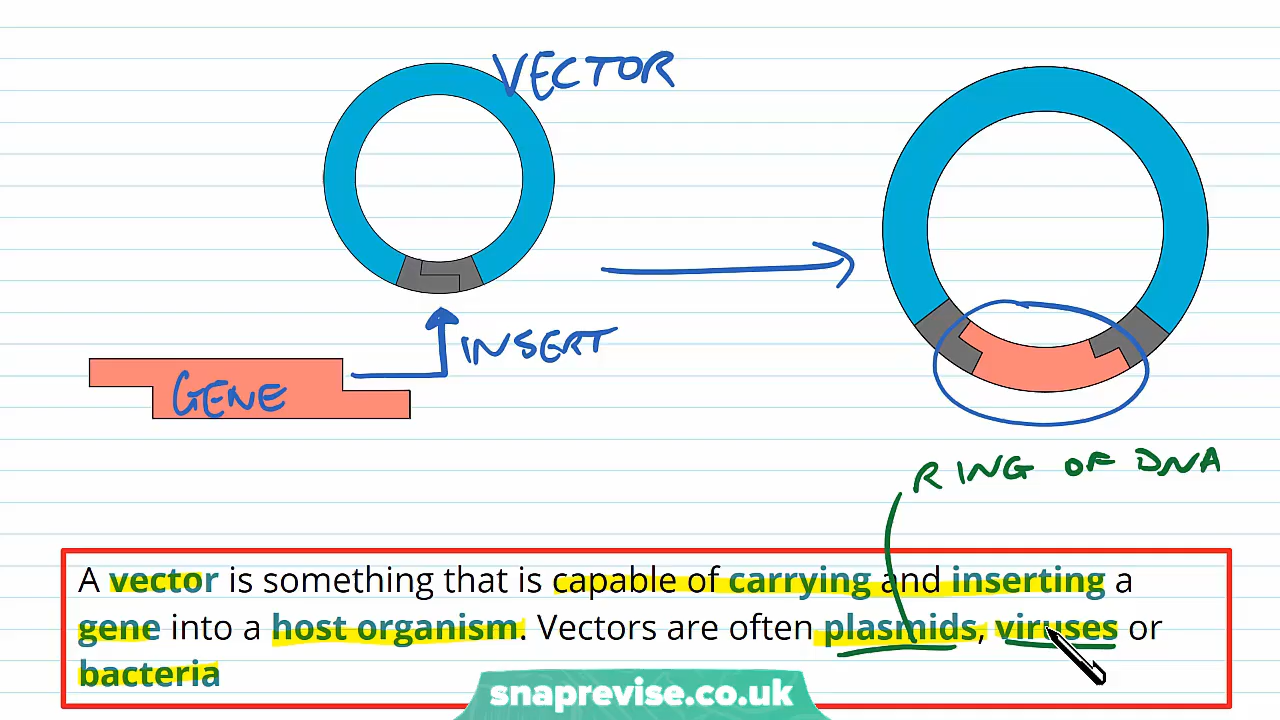 VECTOR
INSERT
GENE
RING OF DNA
A vector is something that is capable of carrying and inserting a
gene into a host organism. Vectors are often plasmids, viruses or
bacteria
snaprevise.co.uk